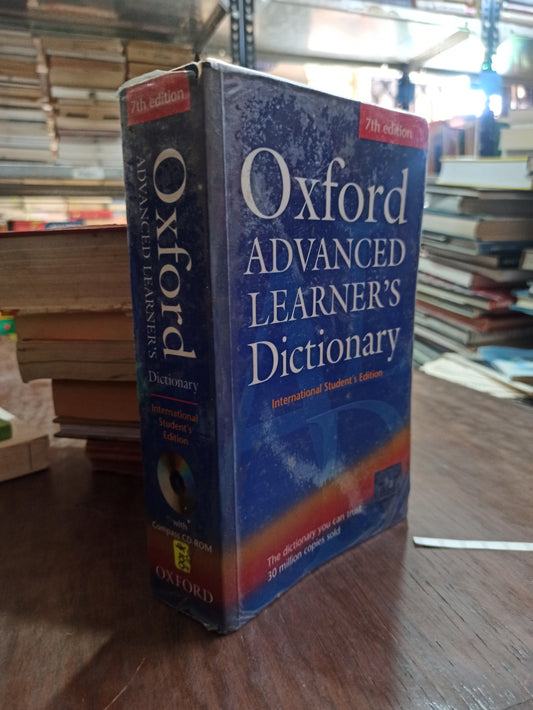 7th edition
Oxford
ADVANCED LEARNER'S
Dictionary
International
Student's
Edition
with
Compass CD-ROM
OXFORD
7th edition
Oxford
ADVANCED
LEARNER'S
Dictionary
International Student's Edition
The dictionary you can trust
30 million copies sold